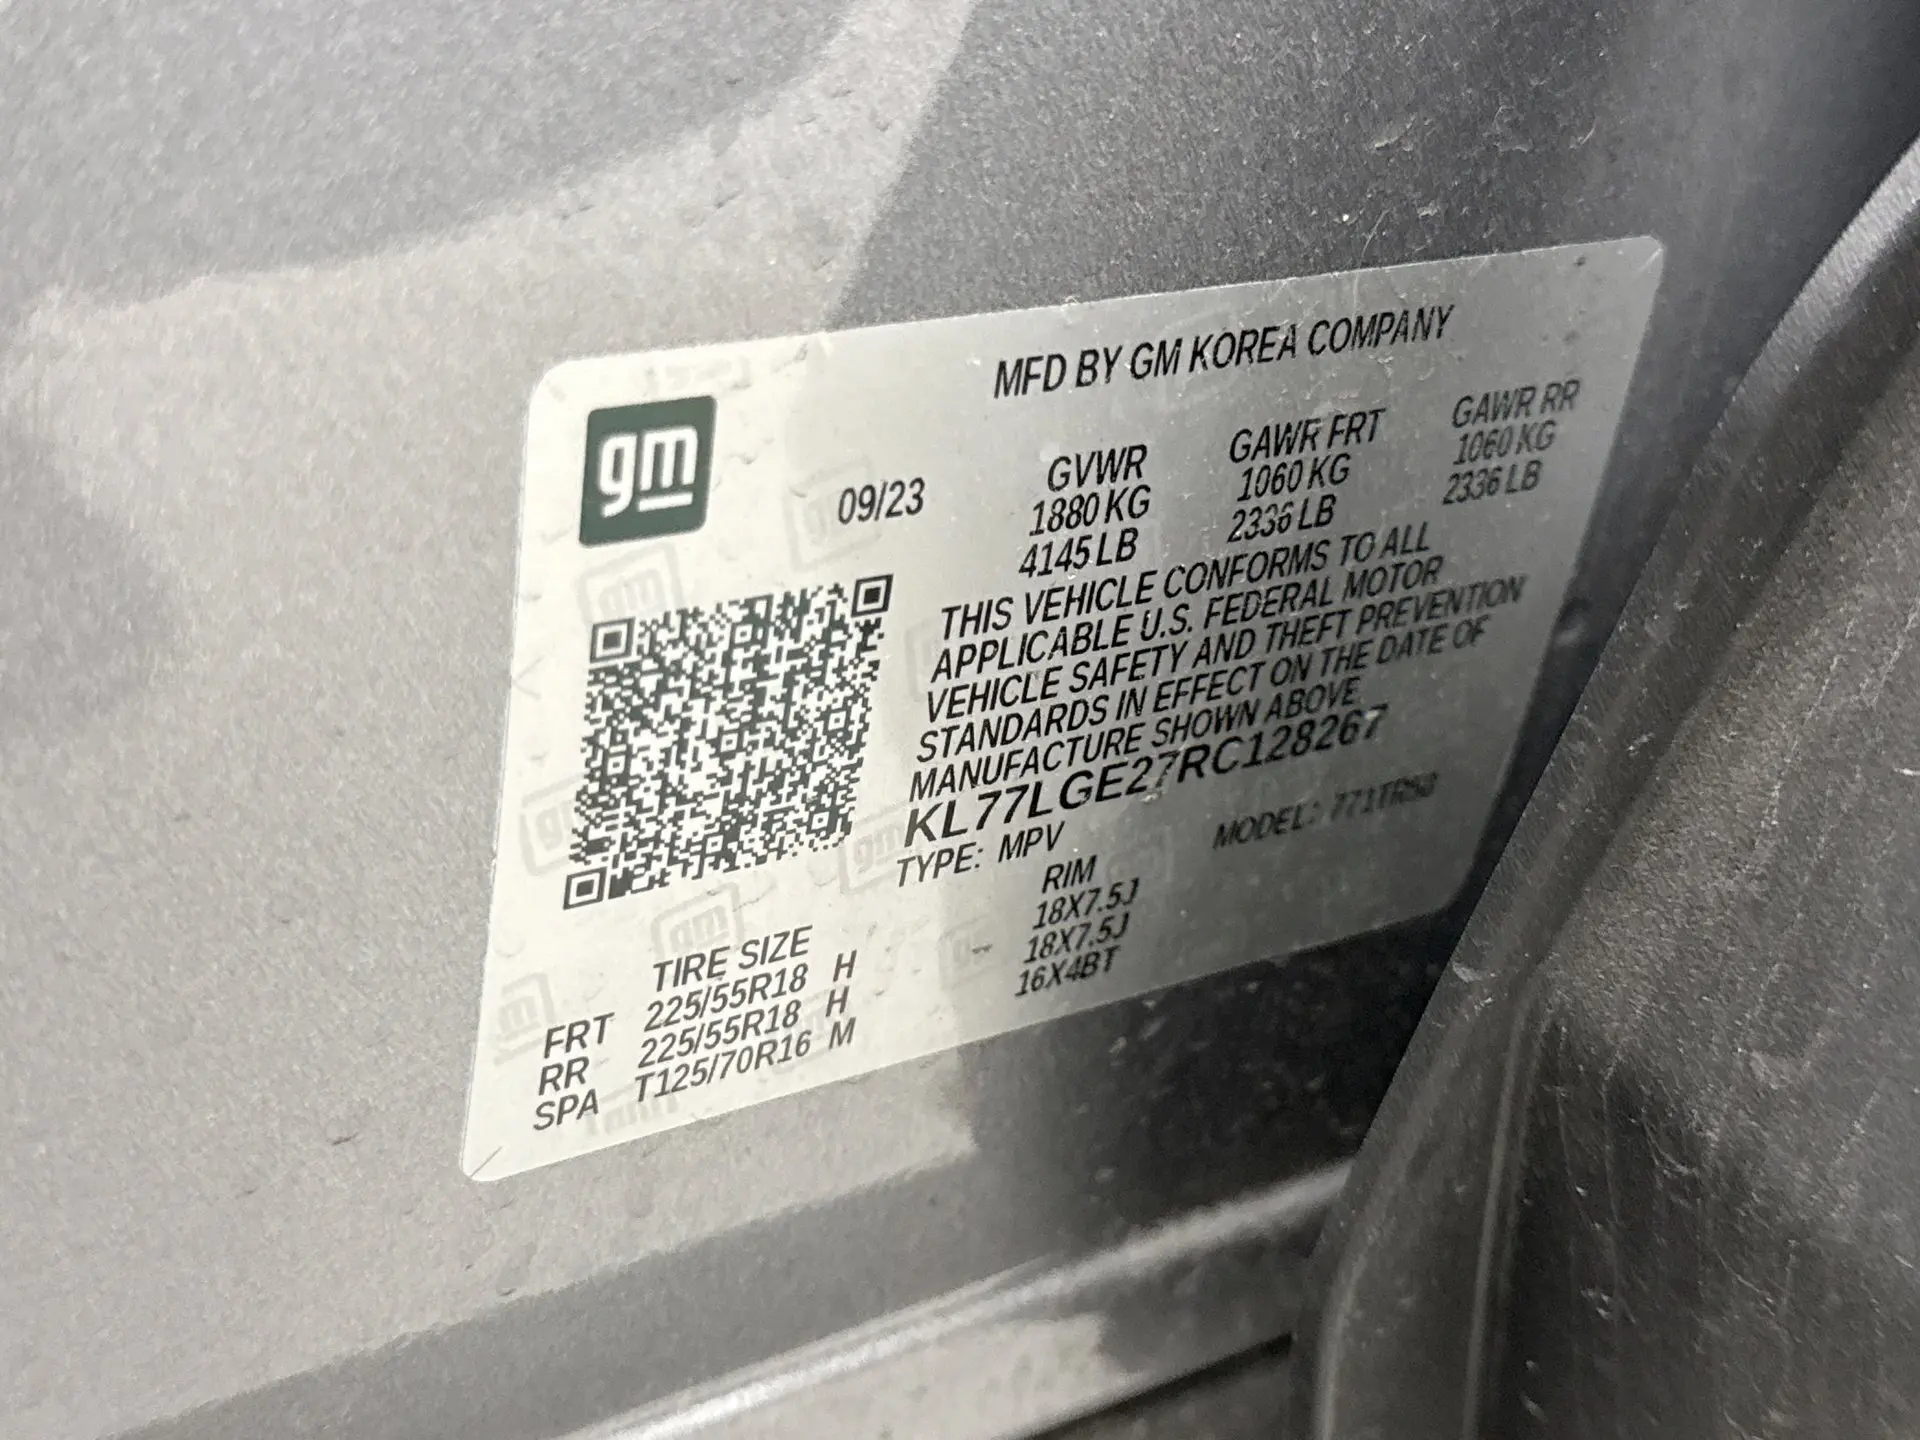 MFD BY GM KOREA COMPANY
gm
09/23
GVWR GAWR FRT GAWR RR
1880 KG 1060 KG 1060 KG
4145 LB 2336 LB 2336 LB
THIS VEHICLE CONFORMS TO ALL
APPLICABLE U.S. FEDERAL MOTOR
VEHICLE SAFETY AND THEFT PREVENTION
STANDARDS IN EFFECT ON THE DATE OF
MANUFACTURE SHOWN ABOVE
KL77LGE27RC128267
TYPE: MPV MODEL:
TIRE SIZE RIM
FRT 225/55R18 H 18X7.5J
RR 225/55R18 H 18X7.5J
SPA T125/70R16 M 16X4BT